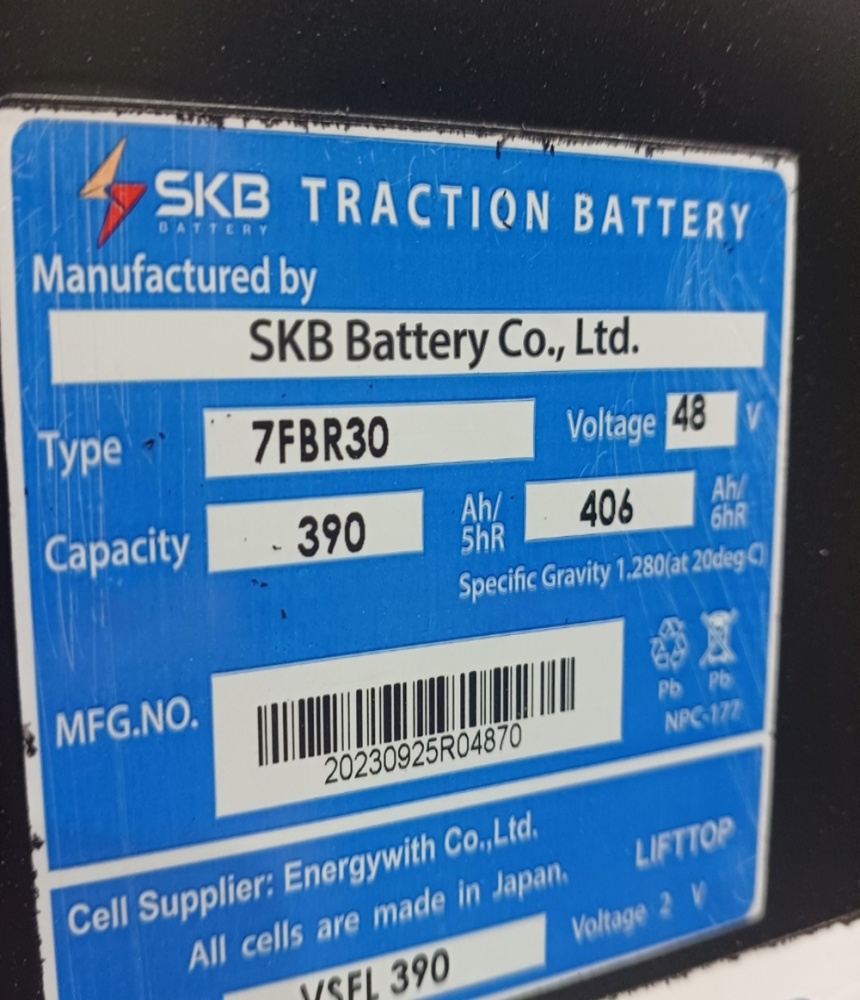 SKB TRACTION BATTERY
BATTERY
Manufactured by
SKB Battery Co., Ltd.
Type 7FBR30 Voltage 48 V
Capacity 390 Ah/5hR 406 Ah/6hR
Specific Gravity 1.280(at 20deg C)
Pb Pb
MFG.NO. 20230925R04870
NPC-177
Cell Supplier: Energywith Co.,Ltd. LIFTTOP
All cells are made in Japan.
VSFL 390 Voltage 2 V